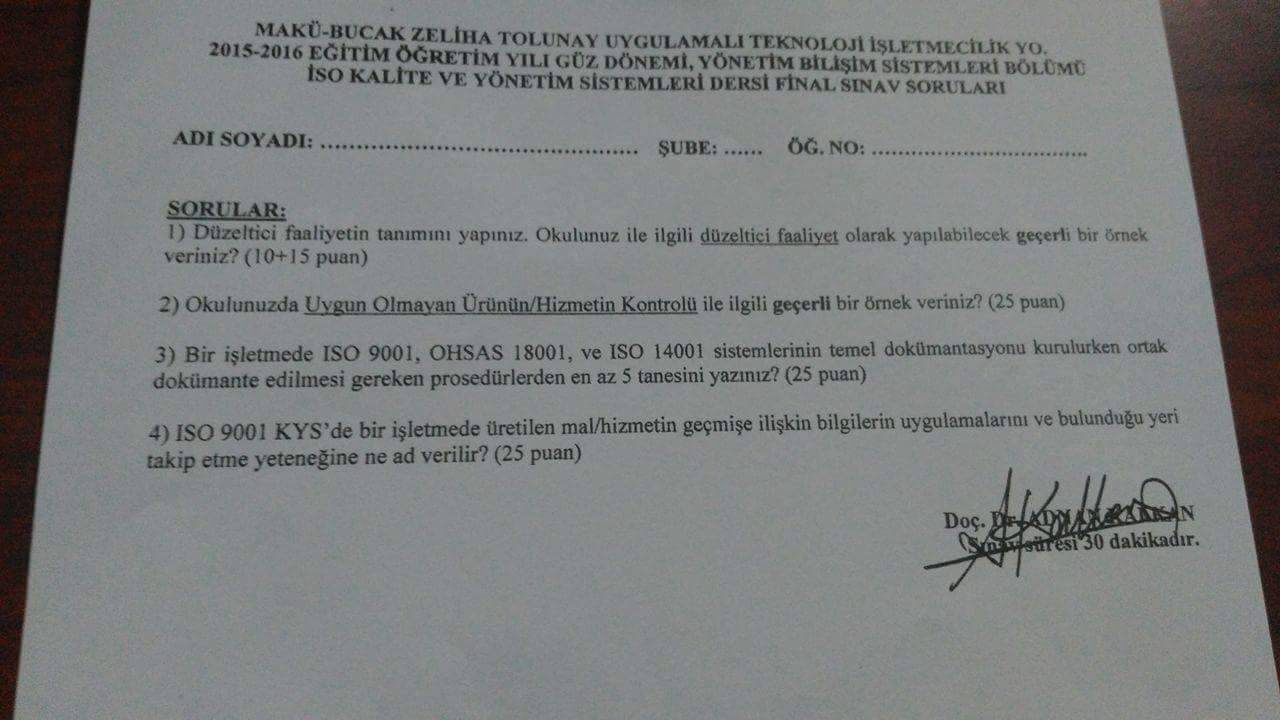 MAKÜ-BUCAK ZELİHA TOLUNAY UYGULAMALI TEKNOLOJİ İŞLETMECİLİK YO.
2015-2016 EĞİTİM ÖĞRETİM YILI GÜZ DÖNEMİ, YÖNETİM BİLİŞİM SİSTEMLERİ BÖLÜMÜ
İSO KALİTE VE YÖNETİM SİSTEMLERİ DERSİ FİNAL SINAV SORULARI
ADI SOYADI: ............................................ ŞUBE: ...... ÖĞ. NO: ..................................
SORULAR:
1) Düzeltici faaliyetin tanımını yapınız. Okulunuz ile ilgili düzeltici faaliyet olarak yapılabilecek geçerli bir örnek
veriniz? (10+15 puan)
2) Okulunuzda Uygun Olmayan Ürünün/Hizmetin Kontrolü ile ilgili geçerli bir örnek veriniz? (25 puan)
3) Bir işletmede ISO 9001, OHSAS 18001, ve ISO 14001 sistemlerinin temel dokümantasyonu kurulurken ortak
dokümante edilmesi gereken prosedürlerden en az 5 tanesini yazınız? (25 puan)
4) ISO 9001 KYS’de bir işletmede üretilen mal/hizmetin geçmişe ilişkin bilgilerin uygulamalarını ve bulunduğu yeri
takip etme yeteneğine ne ad verilir? (25 puan)
Doç. Dr.
Sınav süresi 30 dakikadır.